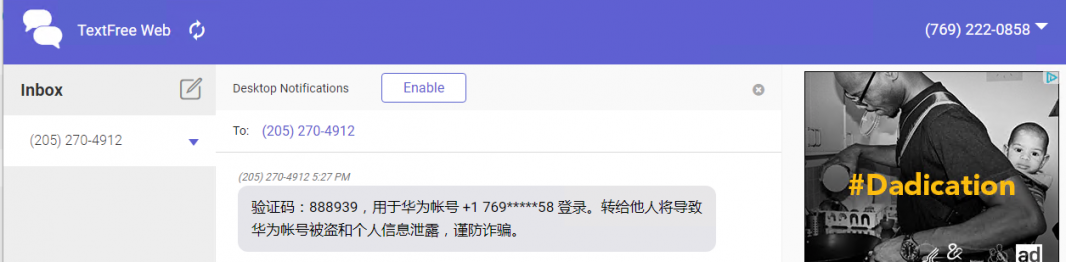 TextFree Web
(769) 222-0858
Inbox
Desktop Notifications
Enable
(205) 270-4912
To: (205) 270-4912
(205) 270-4912 5:27 PM
验证码：888939，用于华为帐号 +1 769*****58 登录。转给他人将导致
华为帐号被盗和个人信息泄露，谨防诈骗。
#Dadication
ad